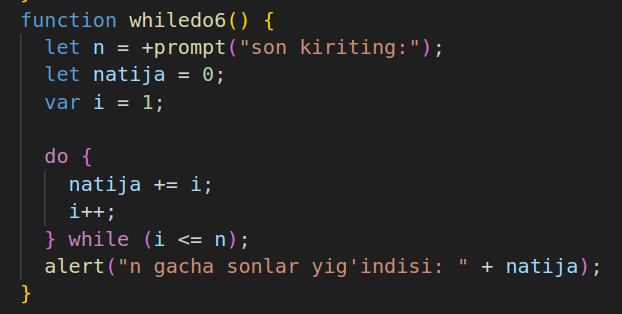 function whiledo6() {
let n = +prompt("son kiriting:");
let natija = 0;
var i = 1;
do {
natija += i;
i++;
} while (i <= n);
alert("n gacha sonlar yig'indisi: " + natija);
}